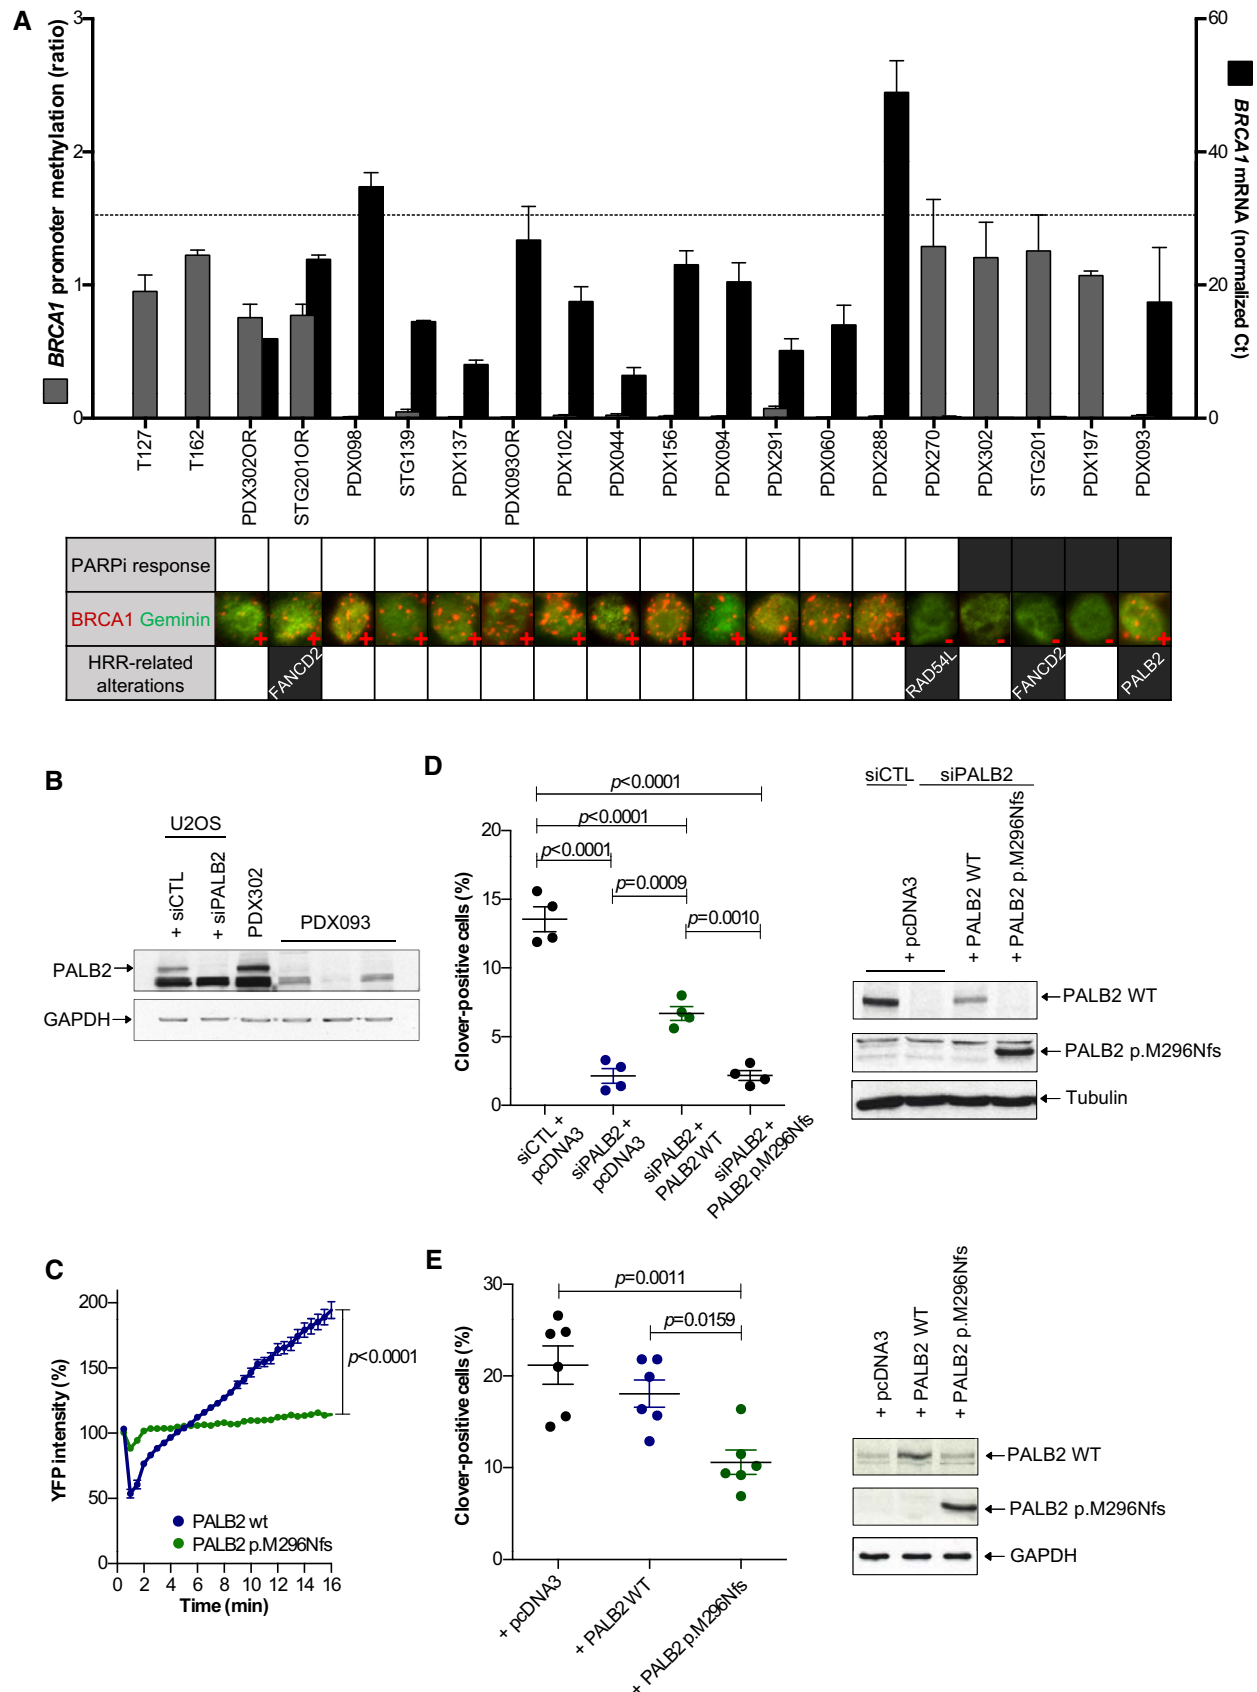 A
BRCA1 promoter methylation (ratio)
3
2
1
0
60
40
20
0
BRCA1 mRNA (normalized Ct)
T127
T162
PDX302OR
STG201OR
PDX098
STG139
PDX137
PDX093OR
PDX102
PDX044
PDX156
PDX094
PDX291
PDX060
PDX288
PDX270
PDX302
STG201
PDX197
PDX093
PARPi response
BRCA1 Geminin
+ + + + + + + + + + + + + - - - - +
HRR-related
alterations
FANCD2
RAD54L
FANCD2
PALB2
B
U2OS
+ siCTL
+ siPALB2
PDX302
PDX093
PALB2
GAPDH
D
p<0.0001
p<0.0001
p<0.0001
p=0.0009
p=0.0010
Clover-positive cells (%)
20
15
10
5
0
siCTL +
pcDNA3
siPALB2 +
pcDNA3
siPALB2 +
PALB2 WT
siPALB2 +
PALB2 p.M296Nfs
siCTL
siPALB2
+ pcDNA3
+ PALB2 WT
+ PALB2 p.M296Nfs
PALB2 WT
PALB2 p.M296Nfs
Tubulin
C
YFP intensity (%)
200
150
100
50
0
p<0.0001
PALB2 wt
PALB2 p.M296Nfs
0 2 4 6 8 10 12 14 16
Time (min)
E
p=0.0011
p=0.0159
Clover-positive cells (%)
30
20
10
0
+ pcDNA3
+ PALB2 WT
+ PALB2 p.M296Nfs
+ pcDNA3
+ PALB2 WT
+ PALB2 p.M296Nfs
PALB2 WT
PALB2 p.M296Nfs
GAPDH